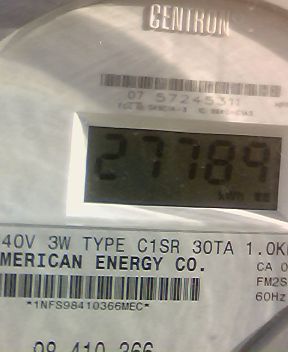 CENTRON
07 57245311
27789
kWh
40V 3W TYPE C1SR 30TA 1.0K
MERICAN ENERGY CO.
CA 0
FM2S
60Hz
*1NFS98410366MEC*
98 410 366